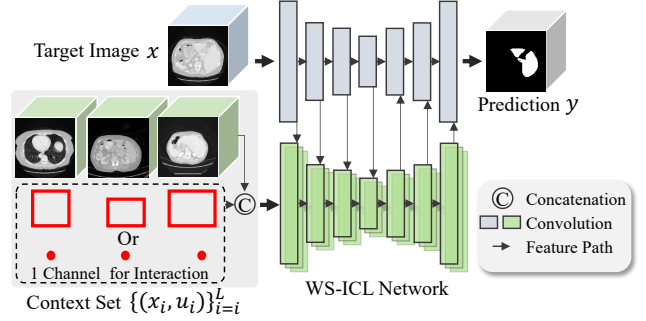 Target Image x
Prediction y
Or
1 Channel for Interaction
Context Set {(x_i, u_i)}_{i=i}^L
WS-ICL Network
© Concatenation
Convolution
Feature Path